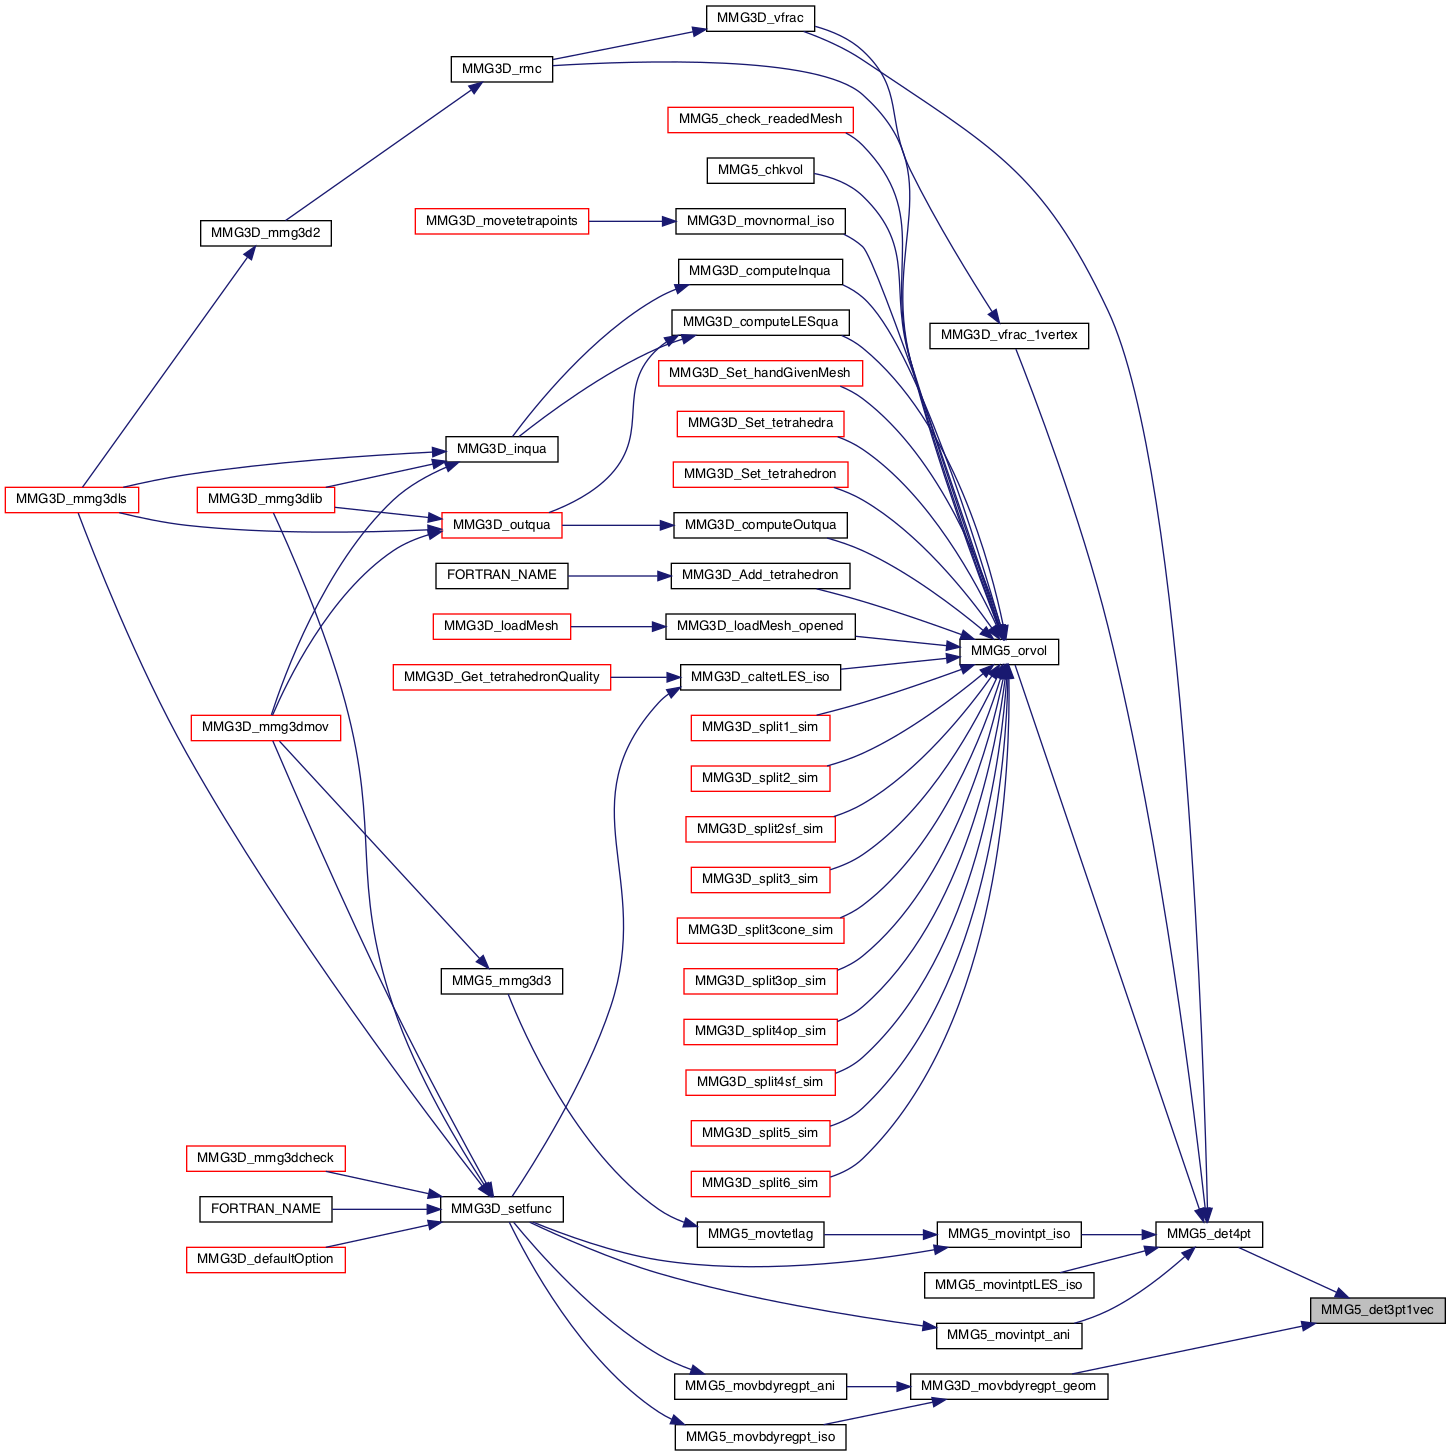 MMG3D_vfrac
MMG3D_rmc
MMG5_check_readedMesh
MMG5_chkvol
MMG3D_movetetrapoints
MMG3D_movnormal_iso
MMG3D_mmg3d2
MMG3D_computeInqua
MMG3D_computeLESqua
MMG3D_vfrac_1vertex
MMG3D_Set_handGivenMesh
MMG3D_Set_tetrahedra
MMG3D_inqua
MMG3D_Set_tetrahedron
MMG3D_mmg3dls
MMG3D_mmg3dlib
MMG3D_outqua
MMG3D_computeOutqua
FORTRAN_NAME
MMG3D_Add_tetrahedron
MMG3D_loadMesh
MMG3D_loadMesh_opened
MMG5_orvol
MMG3D_Get_tetrahedronQuality
MMG3D_caltetLES_iso
MMG3D_mmg3dmov
MMG3D_split1_sim
MMG3D_split2_sim
MMG3D_split2sf_sim
MMG3D_split3_sim
MMG3D_split3cone_sim
MMG5_mmg3d3
MMG3D_split3op_sim
MMG3D_split4op_sim
MMG3D_split4sf_sim
MMG3D_split5_sim
MMG3D_mmg3dcheck
MMG3D_split6_sim
FORTRAN_NAME
MMG3D_setfunc
MMG5_movtetlag
MMG5_movintpt_iso
MMG5_det4pt
MMG3D_defaultOption
MMG5_movintptLES_iso
MMG5_det3pt1vec
MMG5_movintpt_ani
MMG5_movbdyregpt_ani
MMG3D_movbdyregpt_geom
MMG5_movbdyregpt_iso